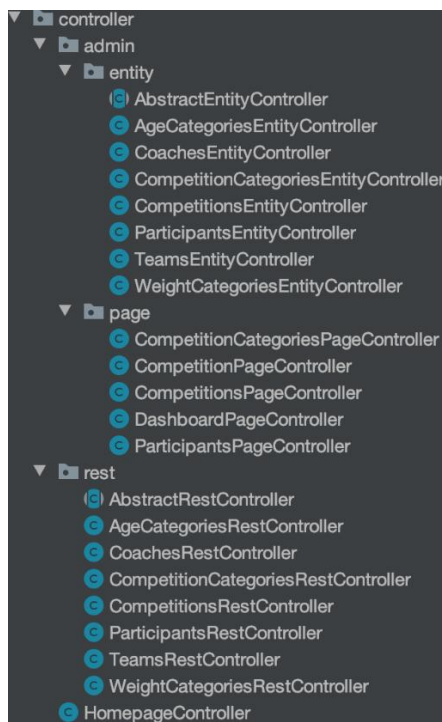 controller
admin
entity
AbstractEntityController
AgeCategoriesEntityController
CoachesEntityController
CompetitionCategoriesEntityController
CompetitionsEntityController
ParticipantsEntityController
TeamsEntityController
WeightCategoriesEntityController
page
CompetitionCategoriesPageController
CompetitionPageController
CompetitionsPageController
DashboardPageController
ParticipantsPageController
rest
AbstractRestController
AgeCategoriesRestController
CoachesRestController
CompetitionCategoriesRestController
CompetitionsRestController
ParticipantsRestController
TeamsRestController
WeightCategoriesRestController
HomepageController